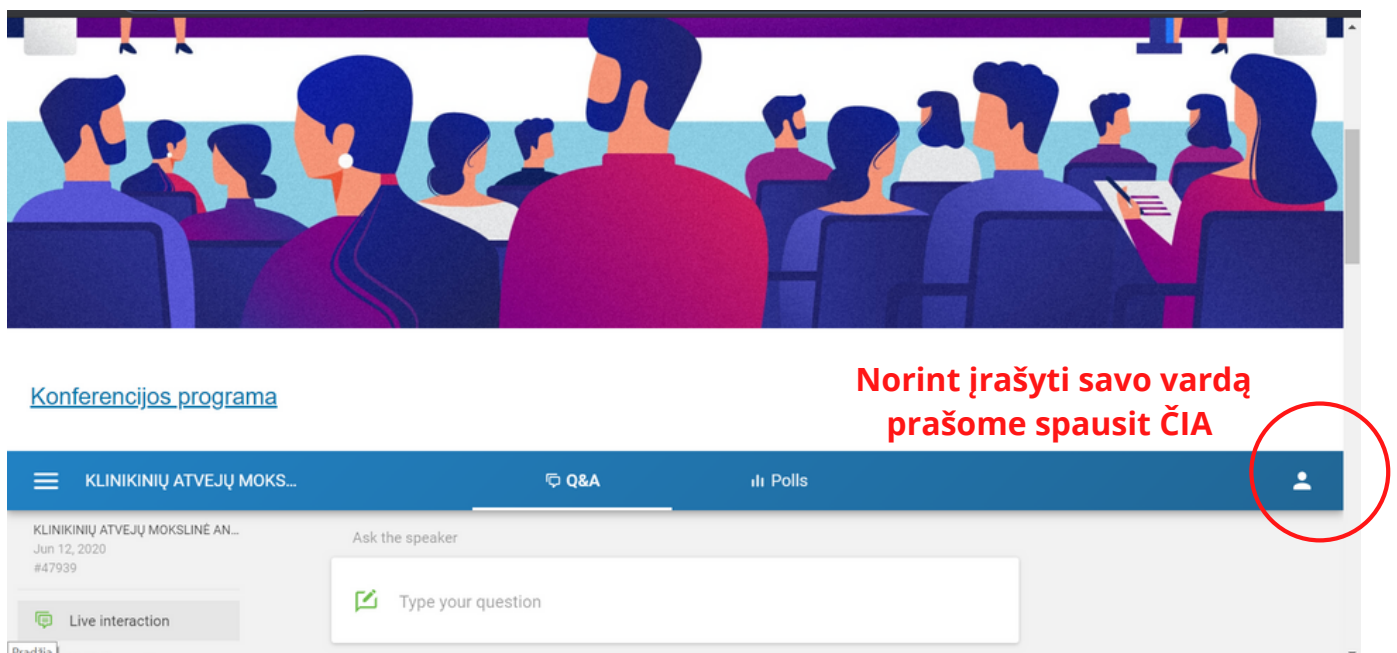 Konferencijos programa
Norint įrašyti savo vardą
prašome spausit ČIA
KLINIKINIŲ ATVEJŲ MOKS...
Q&A
Polls
KLINIKINIŲ ATVEJŲ MOKSLINĖ AN...
Jun 12, 2020
#47939
Ask the speaker
Type your question
Live interaction
Pradžia